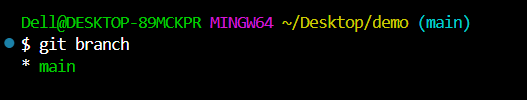 Dell@DESKTOP-89MCKPR MINGW64 ~/Desktop/demo (main)
$ git branch
* main